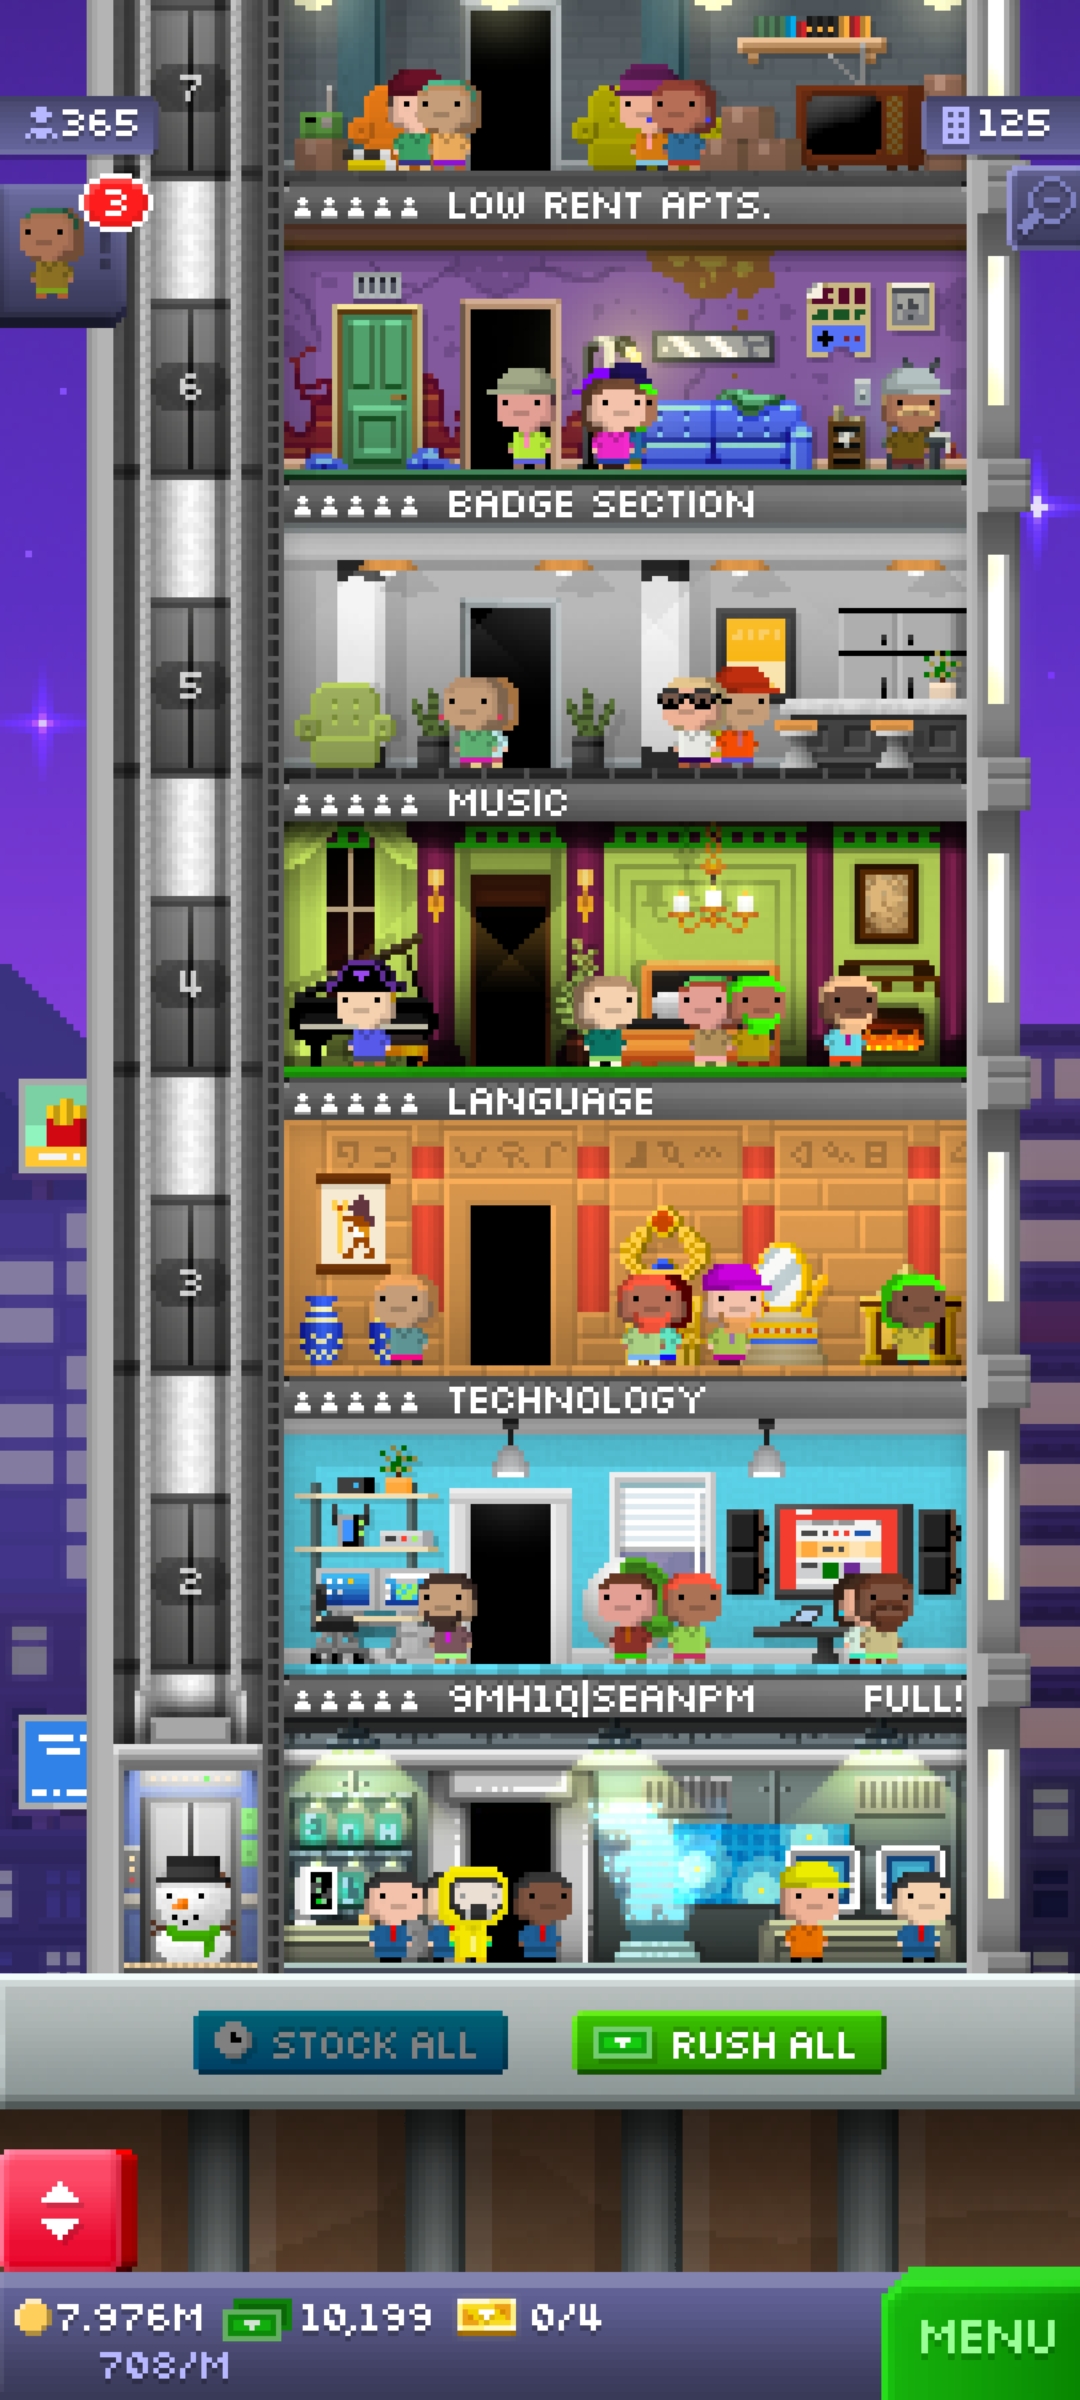 7
365
125
3
LOW RENT APTS.
6
BADGE SECTION
5
MUSIC
4
LANGUAGE
3
TECHNOLOGY
2
9MH1Q|SEANPM FULL!
STOCK ALL
RUSH ALL
7.976M 10,199 0/4
708/M
MENU